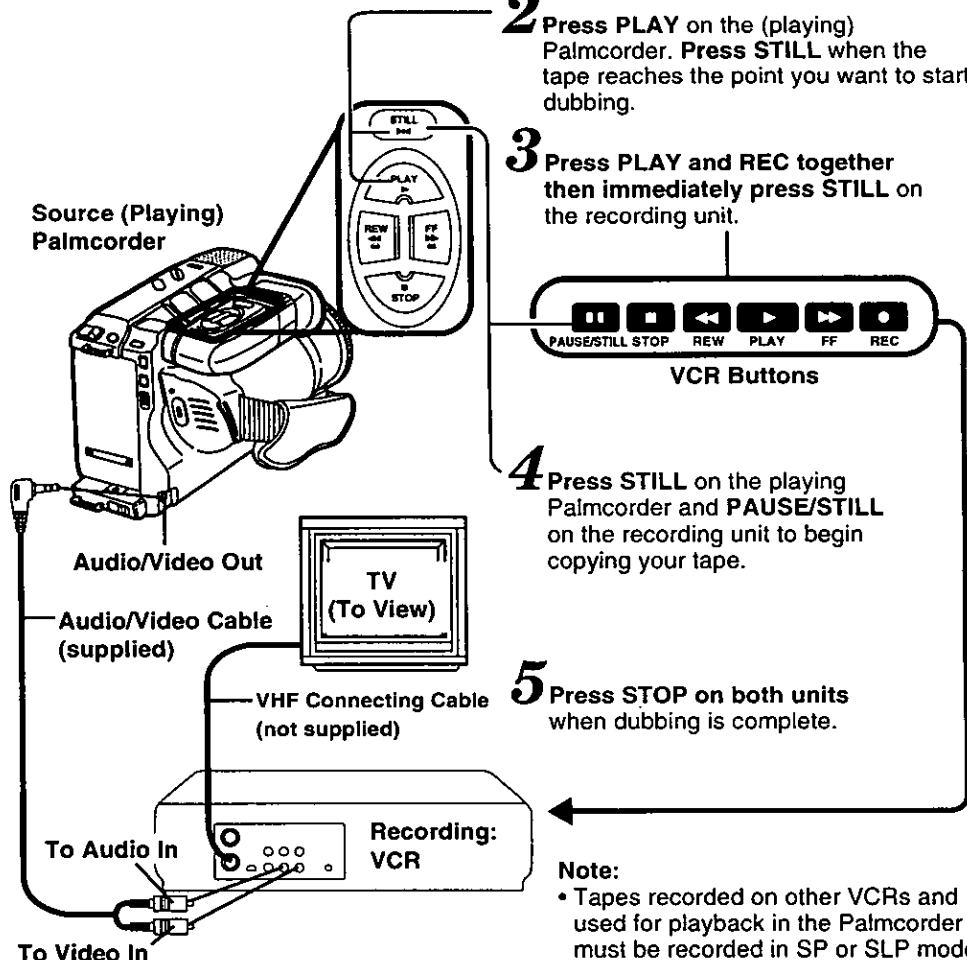 2 Press PLAY on the (playing)
Palmcorder. Press STILL when the
tape reaches the point you want to start
dubbing.
STILL
PLAY
REW
FF
STOP
3 Press PLAY and REC together
then immediately press STILL on
the recording unit.
Source (Playing)
Palmcorder
PAUSE/STILL STOP REW PLAY FF REC
VCR Buttons
4 Press STILL on the playing
Palmcorder and PAUSE/STILL
on the recording unit to begin
copying your tape.
Audio/Video Out
Audio/Video Cable
(supplied)
TV
(To View)
VHF Connecting Cable
(not supplied)
5 Press STOP on both units
when dubbing is complete.
Recording:
VCR
To Audio In
To Video In
Note:
• Tapes recorded on other VCRs and
used for playback in the Palmcorder
must be recorded in SP or SLP mode